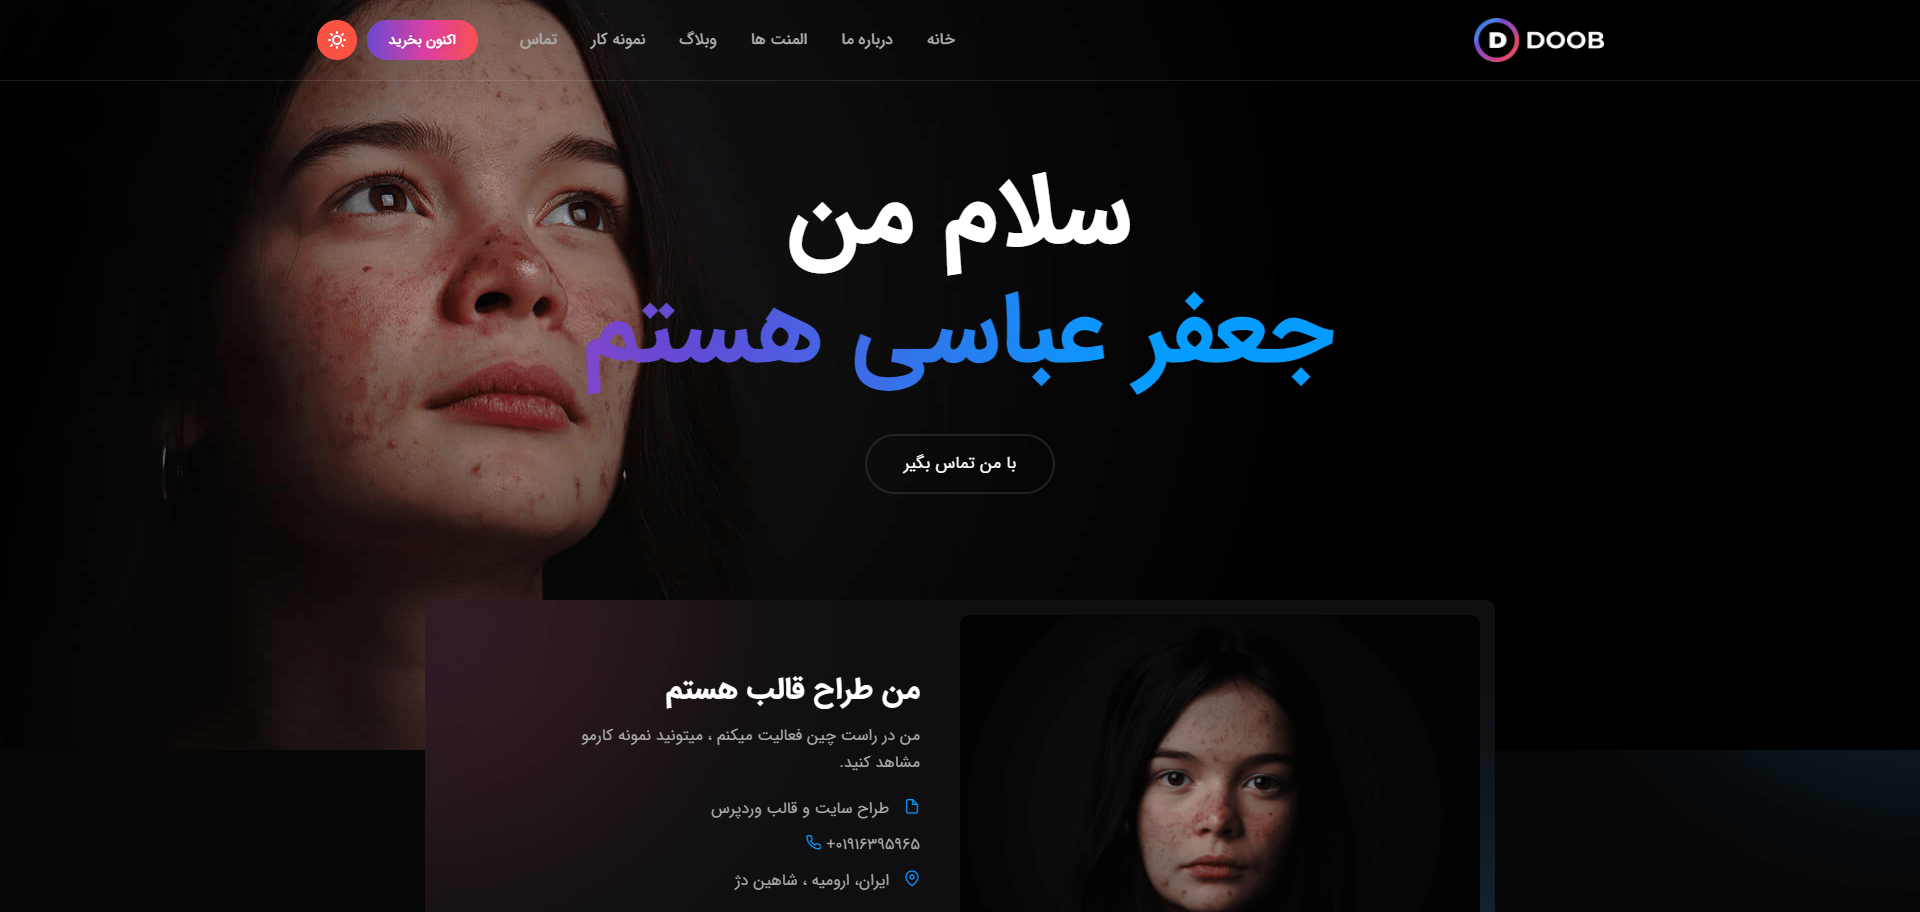 DOOB
خانه
درباره ما
المنت ها
وبلاگ
نمونه کار
تماس
اکنون بخرید
سلام من
جعفر عباسی هستم
با من تماس بگیر
من طراح قالب هستم
من در راست چین فعالیت میکنم ، میتونید نمونه کارمو
مشاهد کنید.
طراح سایت و قالب وردپرس
+۰۱۹۱۶۳۹۵۹۶۵
ایران، ارومیه ، شاهین دژ